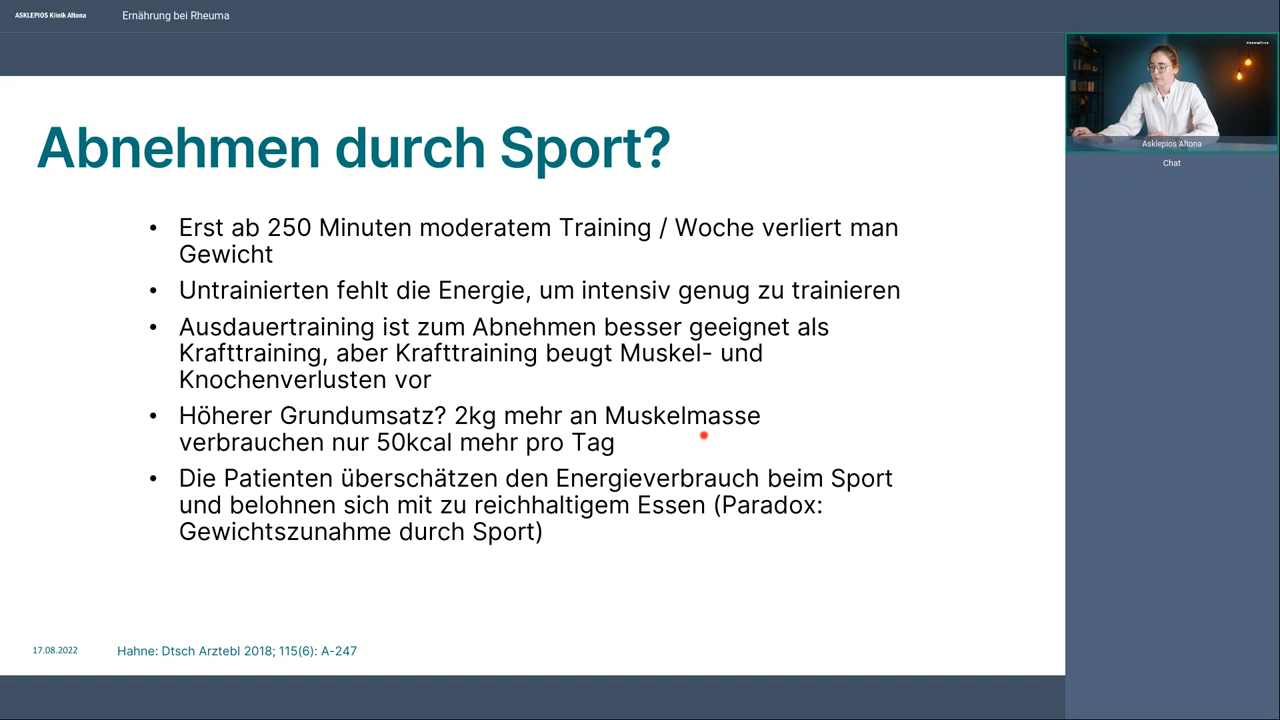 ASKLEPIOS Klinik Altona
Ernährung bei Rheuma
Abnehmen durch Sport?
• Erst ab 250 Minuten moderatem Training / Woche verliert man
Gewicht
• Untrainierten fehlt die Energie, um intensiv genug zu trainieren
• Ausdauertraining ist zum Abnehmen besser geeignet als
Krafttraining, aber Krafttraining beugt Muskel- und
Knochenverlusten vor
• Höherer Grundumsatz? 2kg mehr an Muskelmasse
verbrauchen nur 50kcal mehr pro Tag
• Die Patienten überschätzen den Energieverbrauch beim Sport
und belohnen sich mit zu reichhaltigem Essen (Paradox:
Gewichtszunahme durch Sport)
17.08.2022
Hahne: Dtsch Arztebl 2018; 115(6): A-247
Asklepios Altona
Chat